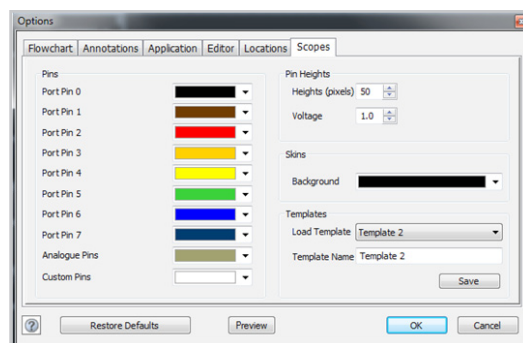 Options
Flowchart Annotations Application Editor Locations Scopes
Pins
Port Pin 0
Port Pin 1
Port Pin 2
Port Pin 3
Port Pin 4
Port Pin 5
Port Pin 6
Port Pin 7
Analogue Pins
Custom Pins
Pin Heights
Heights (pixels) 50
Voltage 1.0
Skins
Background
Templates
Load Template Template 2
Template Name Template 2
Save
? Restore Defaults Preview OK Cancel